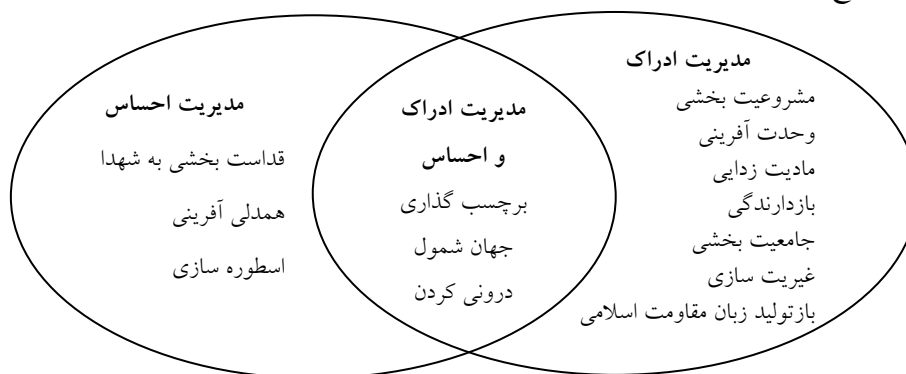 مدیریت ادراک
مشروعیت بخشی
وحدت آفرینی
مادیت زدایی
بازدارندگی
جامعیت بخشی
غیریت سازی
بازتولید زبان مقاومت اسلامی
مدیریت ادراک
و احساس
برچسب گذاری
جهان شمول
درونی کردن
مدیریت احساس
قداست بخشی به شهدا
همدلی آفرینی
اسطوره سازی